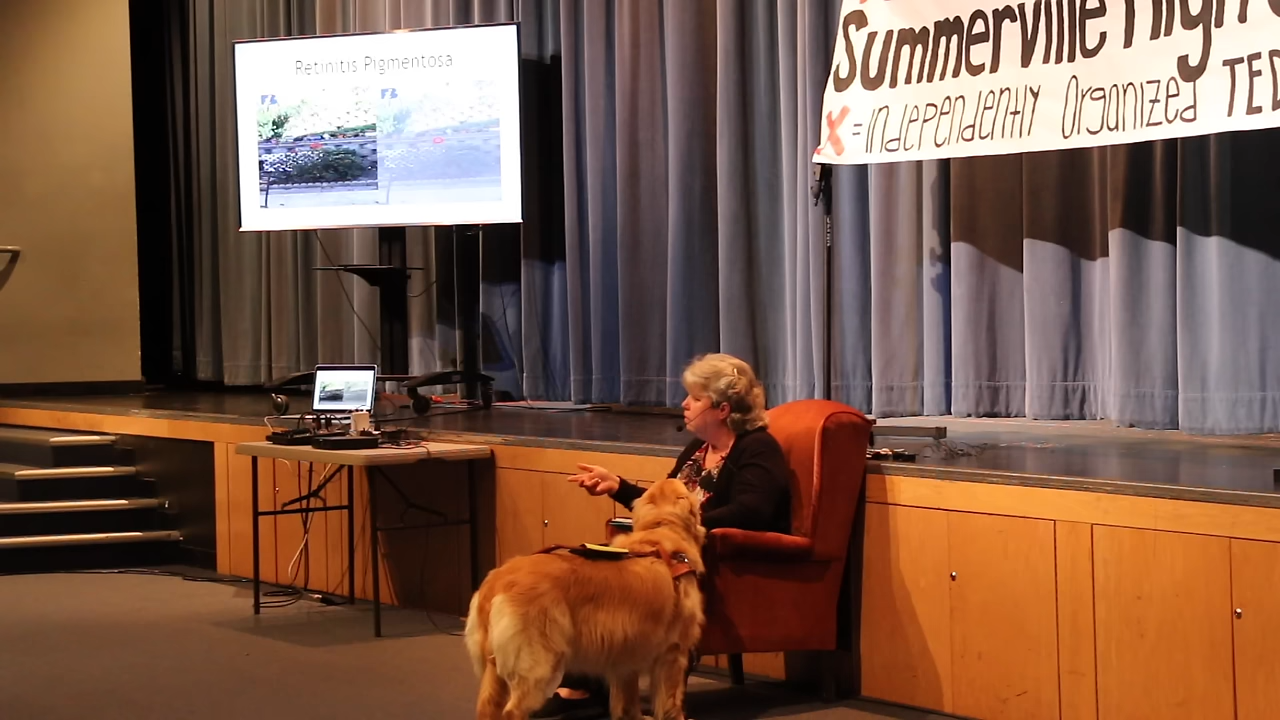 Retinitis Pigmentosa
Summerville High
X = Independently Organized TED